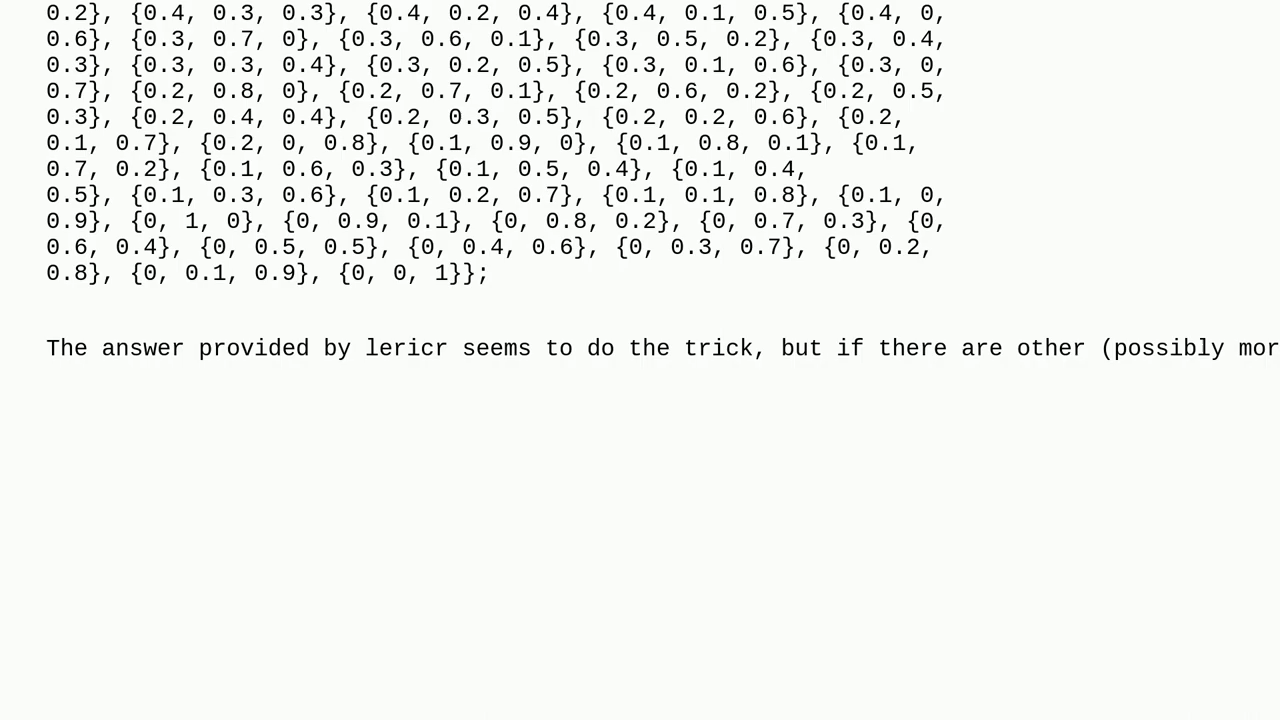 0.2}, {0.4, 0.3, 0.3}, {0.4, 0.2, 0.4}, {0.4, 0.1, 0.5}, {0.4, 0,
0.6}, {0.3, 0.7, 0}, {0.3, 0.6, 0.1}, {0.3, 0.5, 0.2}, {0.3, 0.4,
0.3}, {0.3, 0.3, 0.4}, {0.3, 0.2, 0.5}, {0.3, 0.1, 0.6}, {0.3, 0,
0.7}, {0.2, 0.8, 0}, {0.2, 0.7, 0.1}, {0.2, 0.6, 0.2}, {0.2, 0.5,
0.3}, {0.2, 0.4, 0.4}, {0.2, 0.3, 0.5}, {0.2, 0.2, 0.6}, {0.2,
0.1, 0.7}, {0.2, 0, 0.8}, {0.1, 0.9, 0}, {0.1, 0.8, 0.1}, {0.1,
0.7, 0.2}, {0.1, 0.6, 0.3}, {0.1, 0.5, 0.4}, {0.1, 0.4,
0.5}, {0.1, 0.3, 0.6}, {0.1, 0.2, 0.7}, {0.1, 0.1, 0.8}, {0.1, 0,
0.9}, {0, 1, 0}, {0, 0.9, 0.1}, {0, 0.8, 0.2}, {0, 0.7, 0.3}, {0,
0.6, 0.4}, {0, 0.5, 0.5}, {0, 0.4, 0.6}, {0, 0.3, 0.7}, {0, 0.2,
0.8}, {0, 0.1, 0.9}, {0, 0, 1}};
The answer provided by lericr seems to do the trick, but if there are other (possibly mor